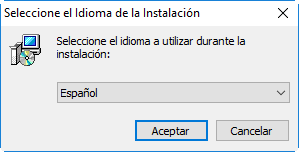 Seleccione el Idioma de la Instalación
Seleccione el idioma a utilizar durante la
instalación:
Español
Aceptar
Cancelar